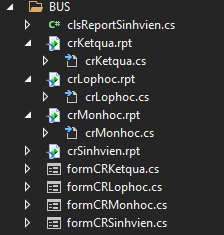 BUS
clsReportSinhvien.cs
crKetqua.rpt
crKetqua.cs
crLophoc.rpt
crLophoc.cs
crMonhoc.rpt
crMonhoc.cs
crSinhvien.rpt
formCRKetqua.cs
formCRLophoc.cs
formCRMonhoc.cs
formCRSinhvien.cs